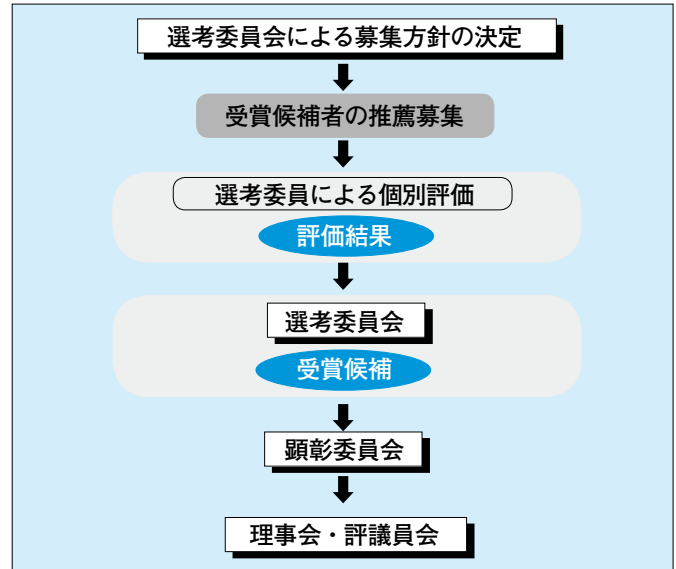 選考委員会による募集方針の決定
受賞候補者の推薦募集
選考委員による個別評価
評価結果
選考委員会
受賞候補
顕彰委員会
理事会・評議員会